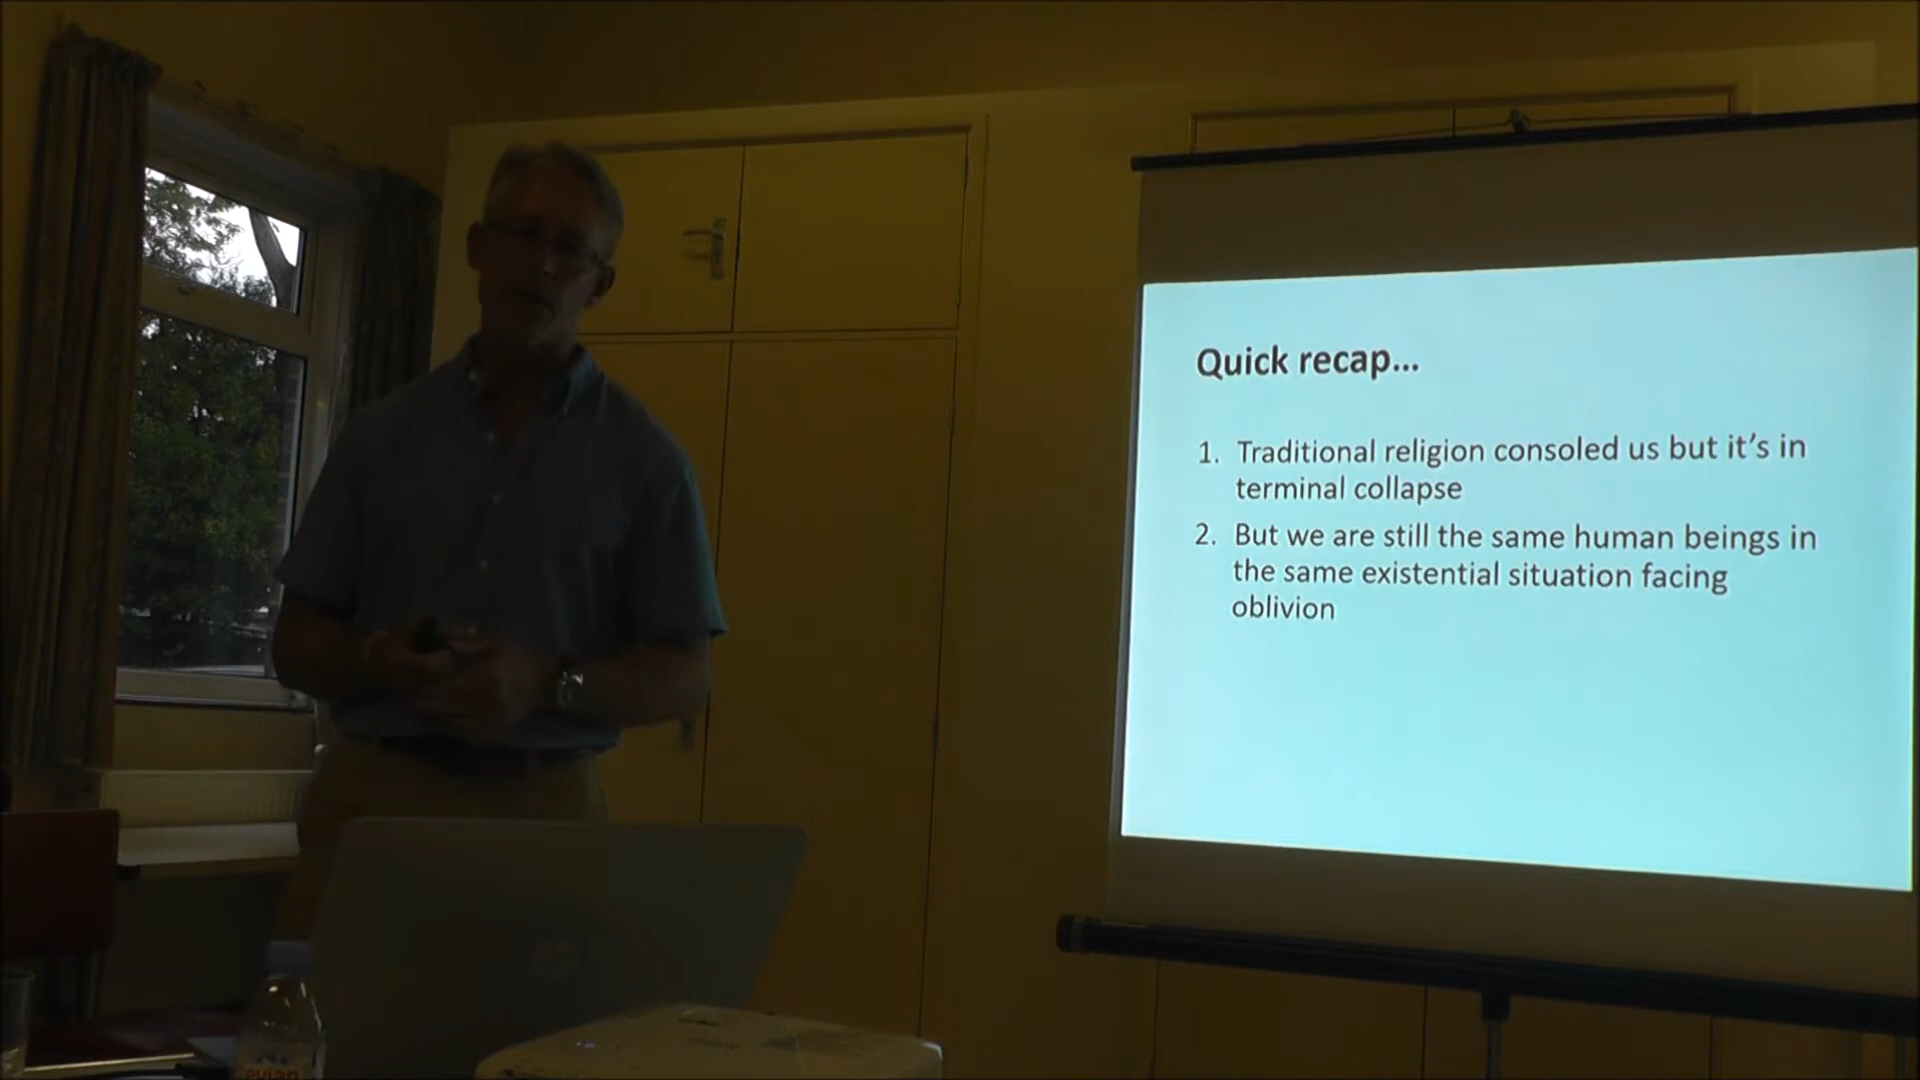 Quick recap...
1. Traditional religion consoled us but it's in
terminal collapse
2. But we are still the same human beings in
the same existential situation facing
oblivion
evian